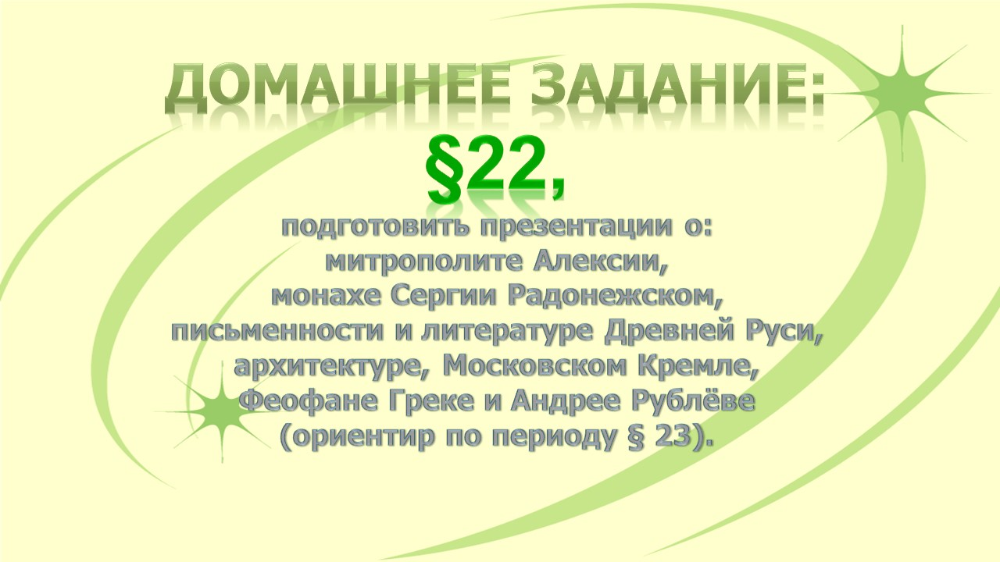 ДОМАШНЕЕ ЗАДАНИЕ:
§22,
подготовить презентации о:
митрополите Алексии,
монахе Сергии Радонежском,
письменности и литературе Древней Руси,
архитектуре, Московском Кремле,
Феофане Греке и Андрее Рублёве
(ориентир по периоду § 23).